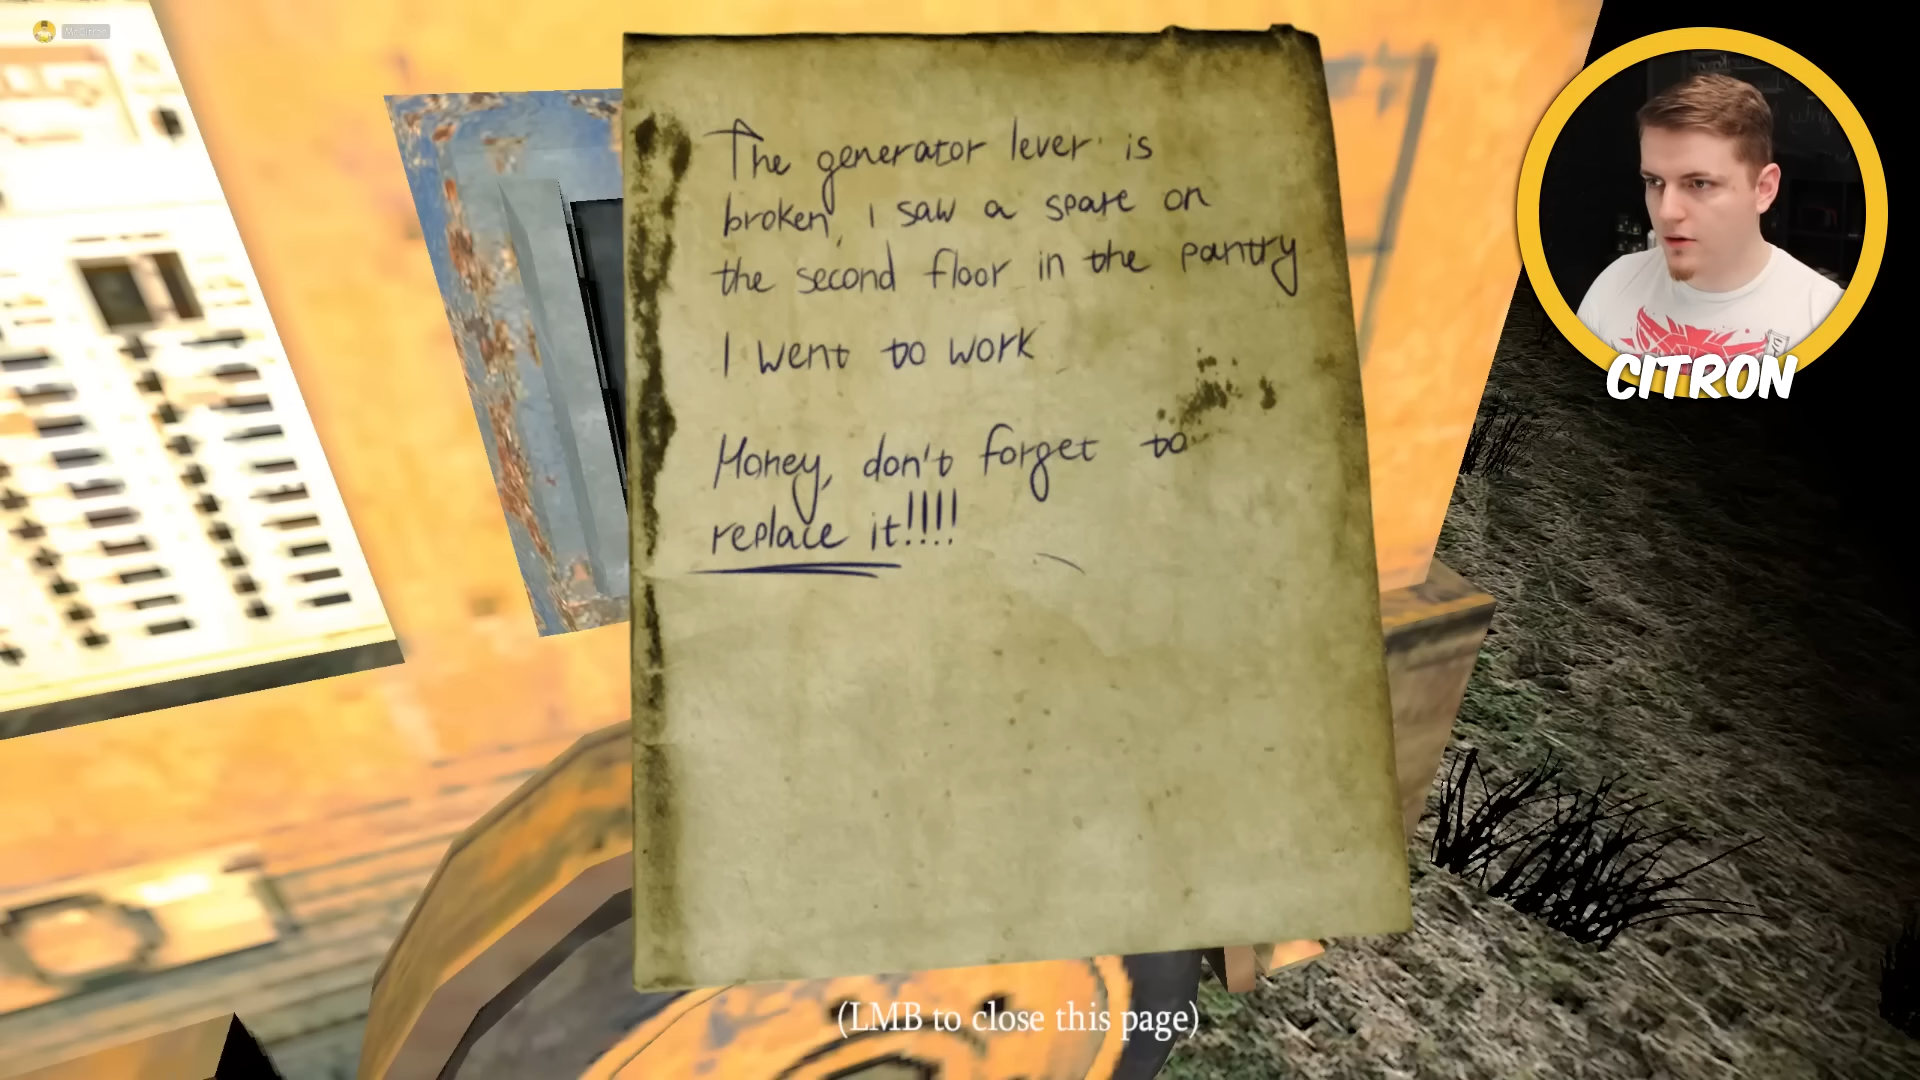 The generator lever is
broken, i saw a spare on
the second floor in the pantry
I went to work
Honey, don't forget to
replace it!!!!
CITRON
(LMB to close this page)